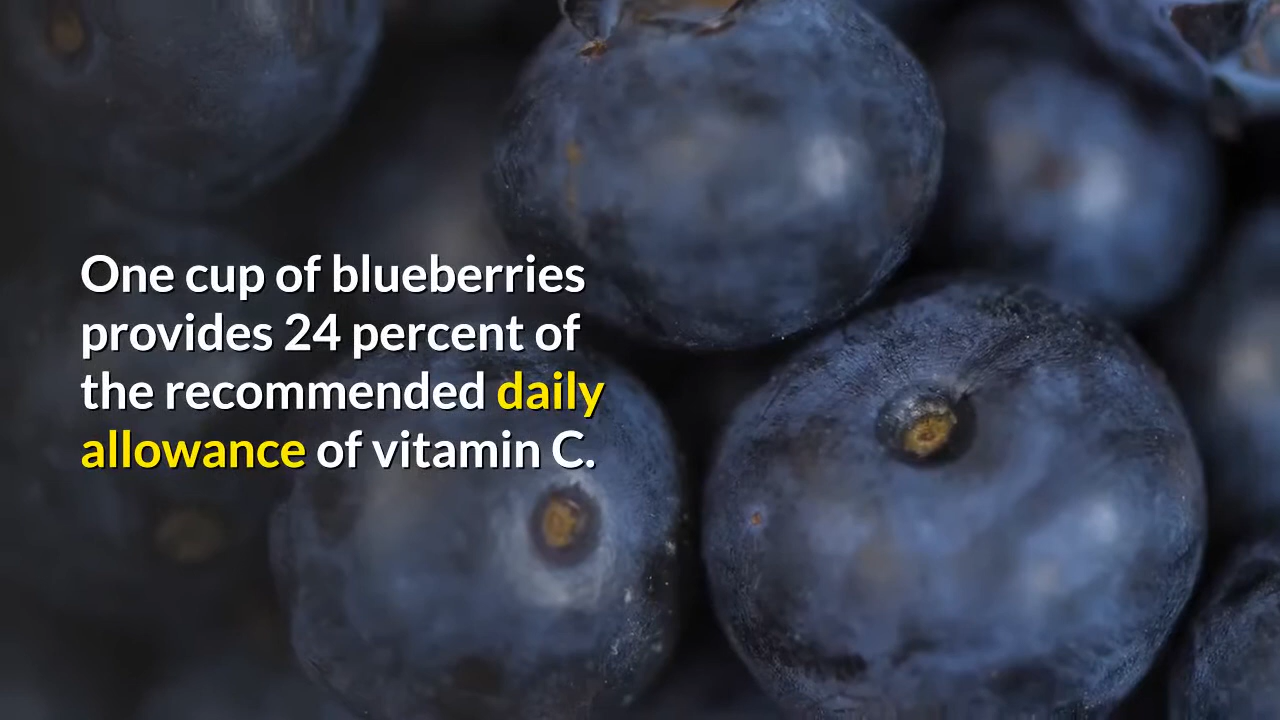 One cup of blueberries
provides 24 percent of
the recommended daily
allowance of vitamin C.